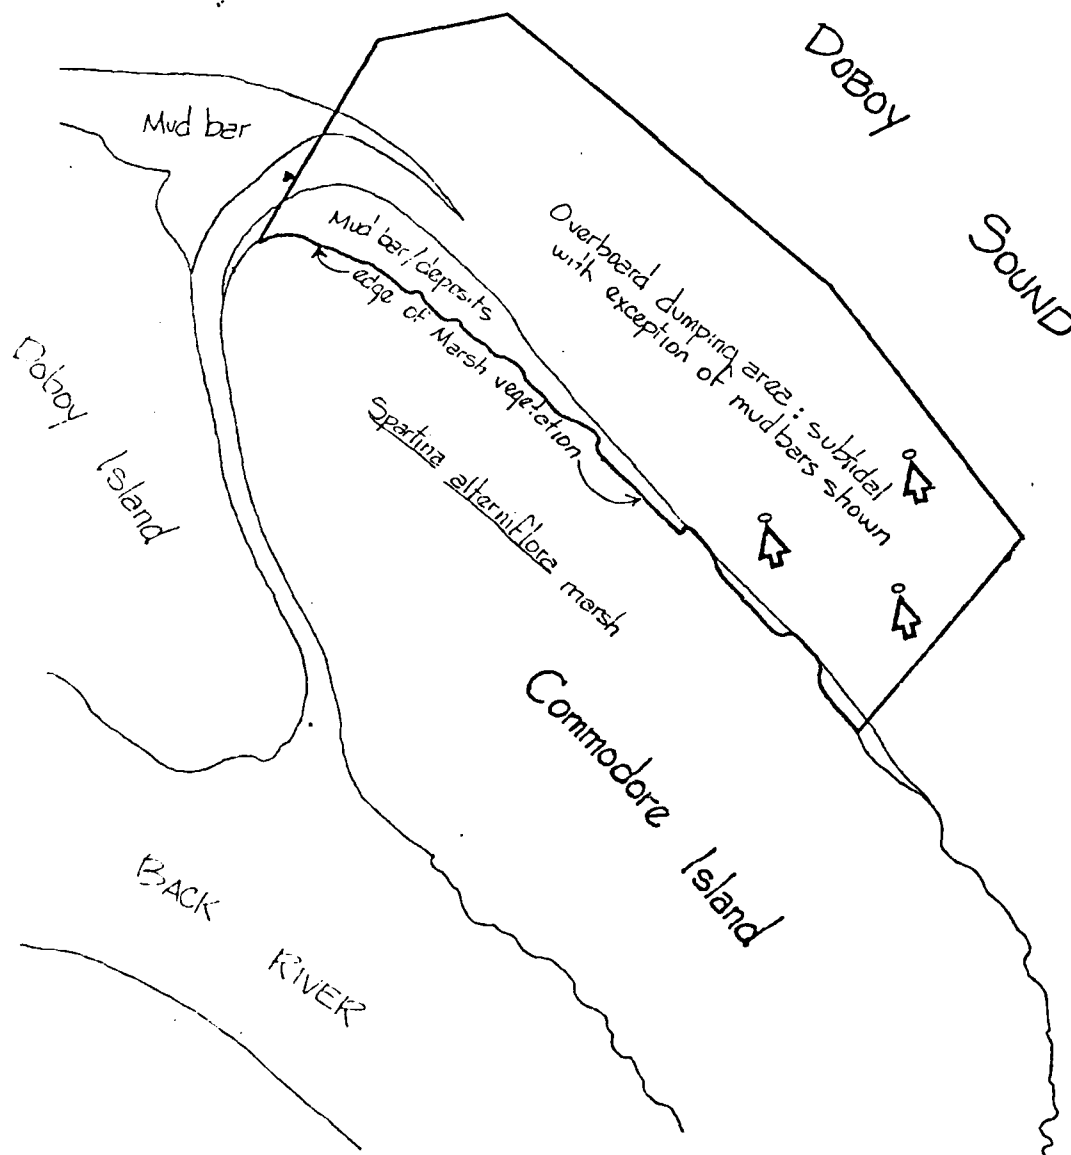 DOBOY
SOUND
Mud bar
Mud bar/deposits
edge of Marsh vegetation
Overboard dumping area: subtidal
with exception of mudbars shown
Doboy
Island
Spartina alterniflora marsh
Commodore
Island
BACK
RIVER